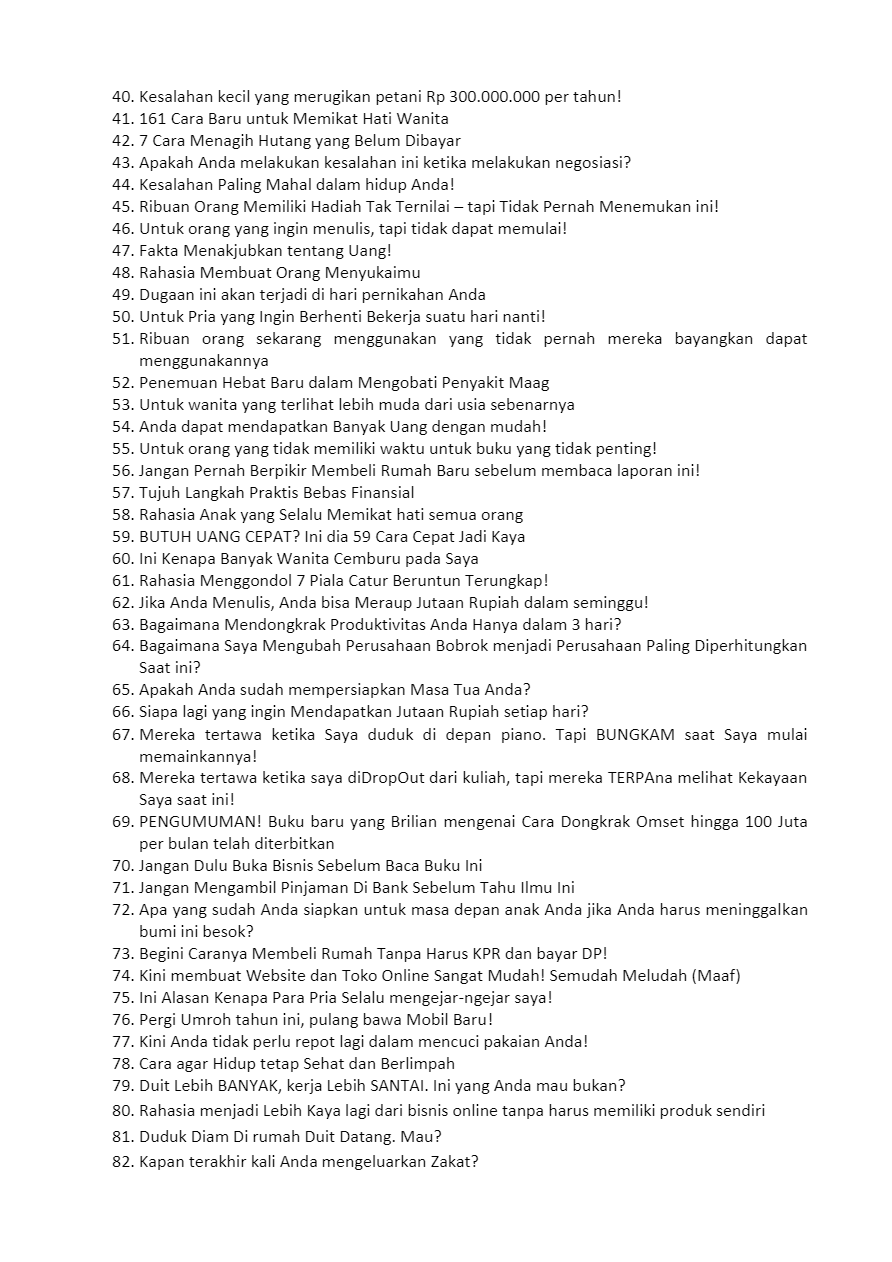 40. Kesalahan kecil yang merugikan petani Rp 300.000.000 per tahun!
41. 161 Cara Baru untuk Memikat Hati Wanita
42. 7 Cara Menagih Hutang yang Belum Dibayar
43. Apakah Anda melakukan kesalahan ini ketika melakukan negosiasi?
44. Kesalahan Paling Mahal dalam hidup Anda!
45. Ribuan Orang Memiliki Hadiah Tak Ternilai – tapi Tidak Pernah Menemukan ini!
46. Untuk orang yang ingin menulis, tapi tidak dapat memulai!
47. Fakta Menakjubkan tentang Uang!
48. Rahasia Membuat Orang Menyukaimu
49. Dugaan ini akan terjadi di hari pernikahan Anda
50. Untuk Pria yang Ingin Berhenti Bekerja suatu hari nanti!
51. Ribuan orang sekarang menggunakan yang tidak pernah mereka bayangkan dapat
menggunakannya
52. Penemuan Hebat Baru dalam Mengobati Penyakit Maag
53. Untuk wanita yang terlihat lebih muda dari usia sebenarnya
54. Anda dapat mendapatkan Banyak Uang dengan mudah!
55. Untuk orang yang tidak memiliki waktu untuk buku yang tidak penting!
56. Jangan Pernah Berpikir Membeli Rumah Baru sebelum membaca laporan ini!
57. Tujuh Langkah Praktis Bebas Finansial
58. Rahasia Anak yang Selalu Memikat hati semua orang
59. BUTUH UANG CEPAT? Ini dia 59 Cara Cepat Jadi Kaya
60. Ini Kenapa Banyak Wanita Cemburu pada Saya
61. Rahasia Menggondol 7 Piala Catur Beruntun Terungkap!
62. Jika Anda Menulis, Anda bisa Meraup Jutaan Rupiah dalam seminggu!
63. Bagaimana Mendongkrak Produktivitas Anda Hanya dalam 3 hari?
64. Bagaimana Saya Mengubah Perusahaan Bobrok menjadi Perusahaan Paling Diperhitungkan
Saat ini?
65. Apakah Anda sudah mempersiapkan Masa Tua Anda?
66. Siapa lagi yang ingin Mendapatkan Jutaan Rupiah setiap hari?
67. Mereka tertawa ketika Saya duduk di depan piano. Tapi BUNGKAM saat Saya mulai
memainkannya!
68. Mereka tertawa ketika saya diDropOut dari kuliah, tapi mereka TERPAna melihat Kekayaan
Saya saat ini!
69. PENGUMUMAN! Buku baru yang Brilian mengenai Cara Dongkrak Omset hingga 100 Juta
per bulan telah diterbitkan
70. Jangan Dulu Buka Bisnis Sebelum Baca Buku Ini
71. Jangan Mengambil Pinjaman Di Bank Sebelum Tahu Ilmu Ini
72. Apa yang sudah Anda siapkan untuk masa depan anak Anda jika Anda harus meninggalkan
bumi ini besok?
73. Begini Caranya Membeli Rumah Tanpa Harus KPR dan bayar DP!
74. Kini membuat Website dan Toko Online Sangat Mudah! Semudah Meludah (Maaf)
75. Ini Alasan Kenapa Para Pria Selalu mengejar-ngejar saya!
76. Pergi Umroh tahun ini, pulang bawa Mobil Baru!
77. Kini Anda tidak perlu repot lagi dalam mencuci pakaian Anda!
78. Cara agar Hidup tetap Sehat dan Berlimpah
79. Duit Lebih BANYAK, kerja Lebih SANTAI. Ini yang Anda mau bukan?
80. Rahasia menjadi Lebih Kaya lagi dari bisnis online tanpa harus memiliki produk sendiri
81. Duduk Diam Di rumah Duit Datang. Mau?
82. Kapan terakhir kali Anda mengeluarkan Zakat?